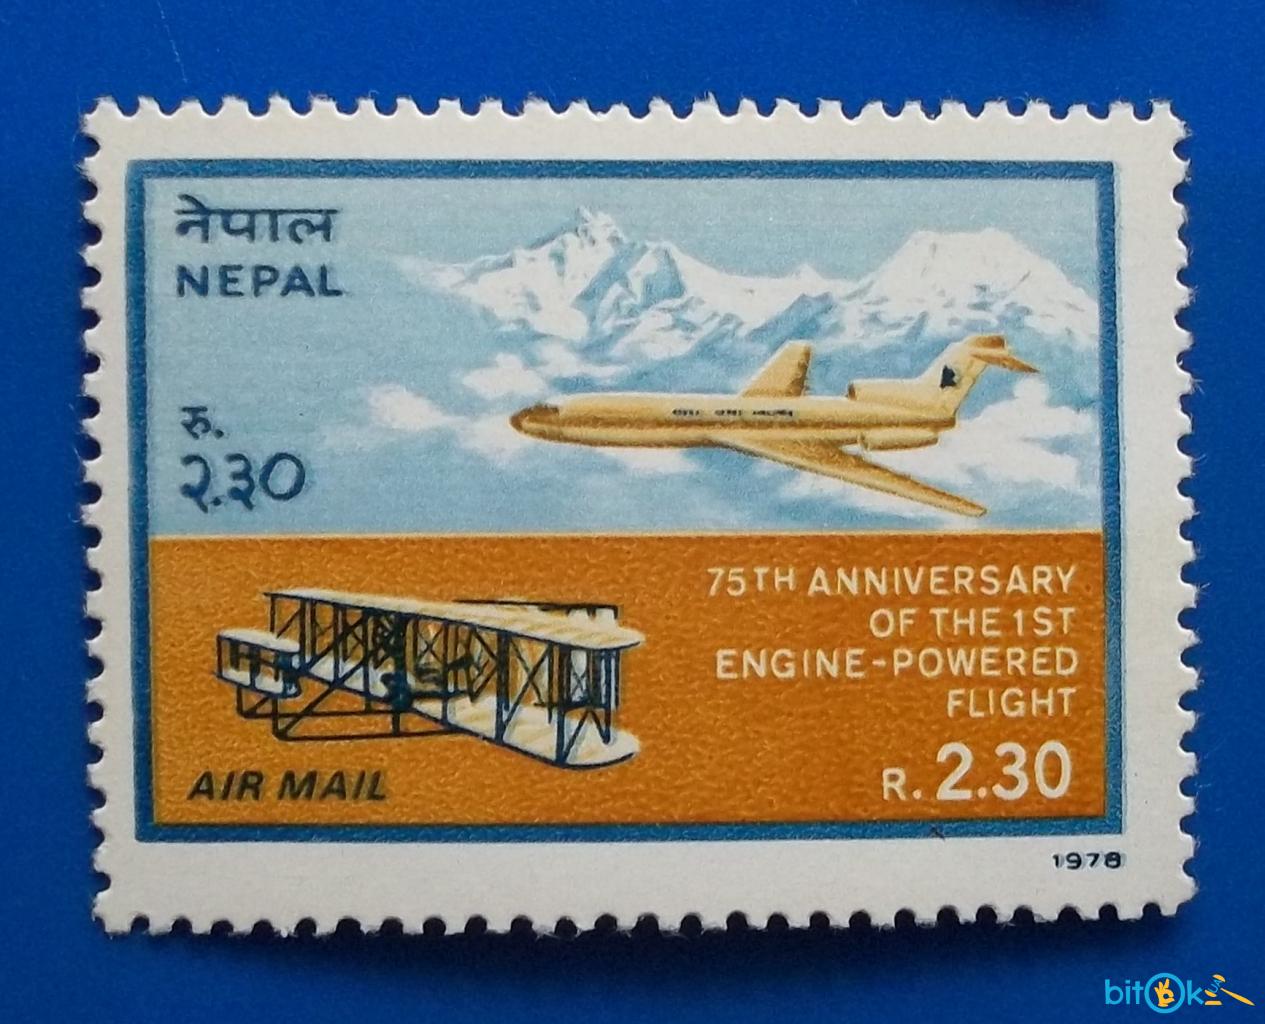 नेपाल
NEPAL
रु.
२.३०
75TH ANNIVERSARY
OF THE 1ST
ENGINE-POWERED
FLIGHT
R. 2.30
AIR MAIL
1978
bitOk